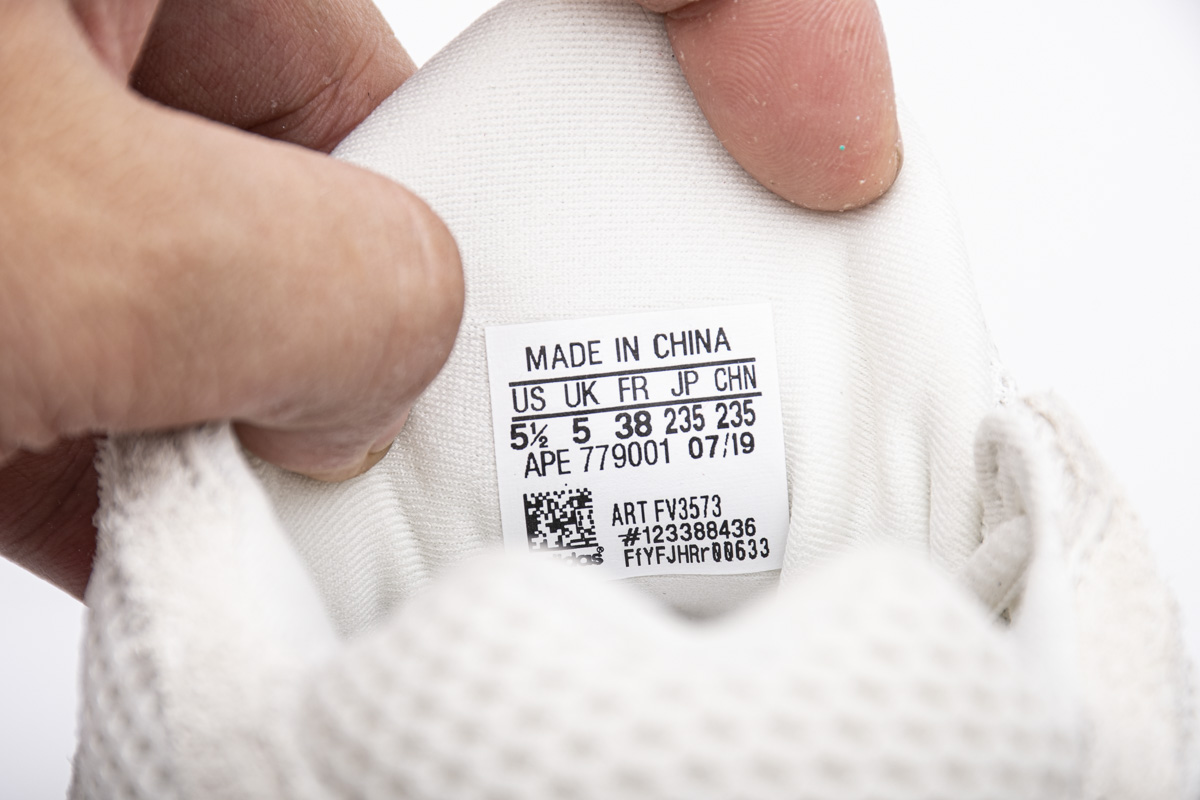 MADE IN CHINA
US UK FR JP CHN
5½ 5 38 235 235
APE 779001 07/19
ART FV3573
#123388436
FfYFJHRr00633